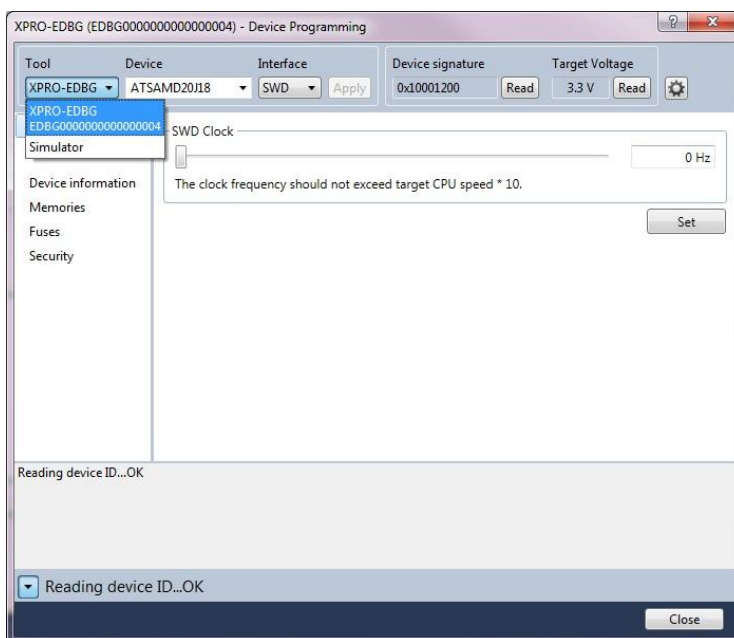 XPRO-EDBG (EDBG0000000000000004) - Device Programming
Tool Device Interface Device signature Target Voltage
XPRO-EDBG ATSAMD20J18 SWD Apply 0x10001200 Read 3.3 V Read
XPRO-EDBG
EDBG0000000000000004
Simulator
SWD Clock
0 Hz
The clock frequency should not exceed target CPU speed * 10.
Set
Device information
Memories
Fuses
Security
Reading device ID...OK
Reading device ID...OK
Close